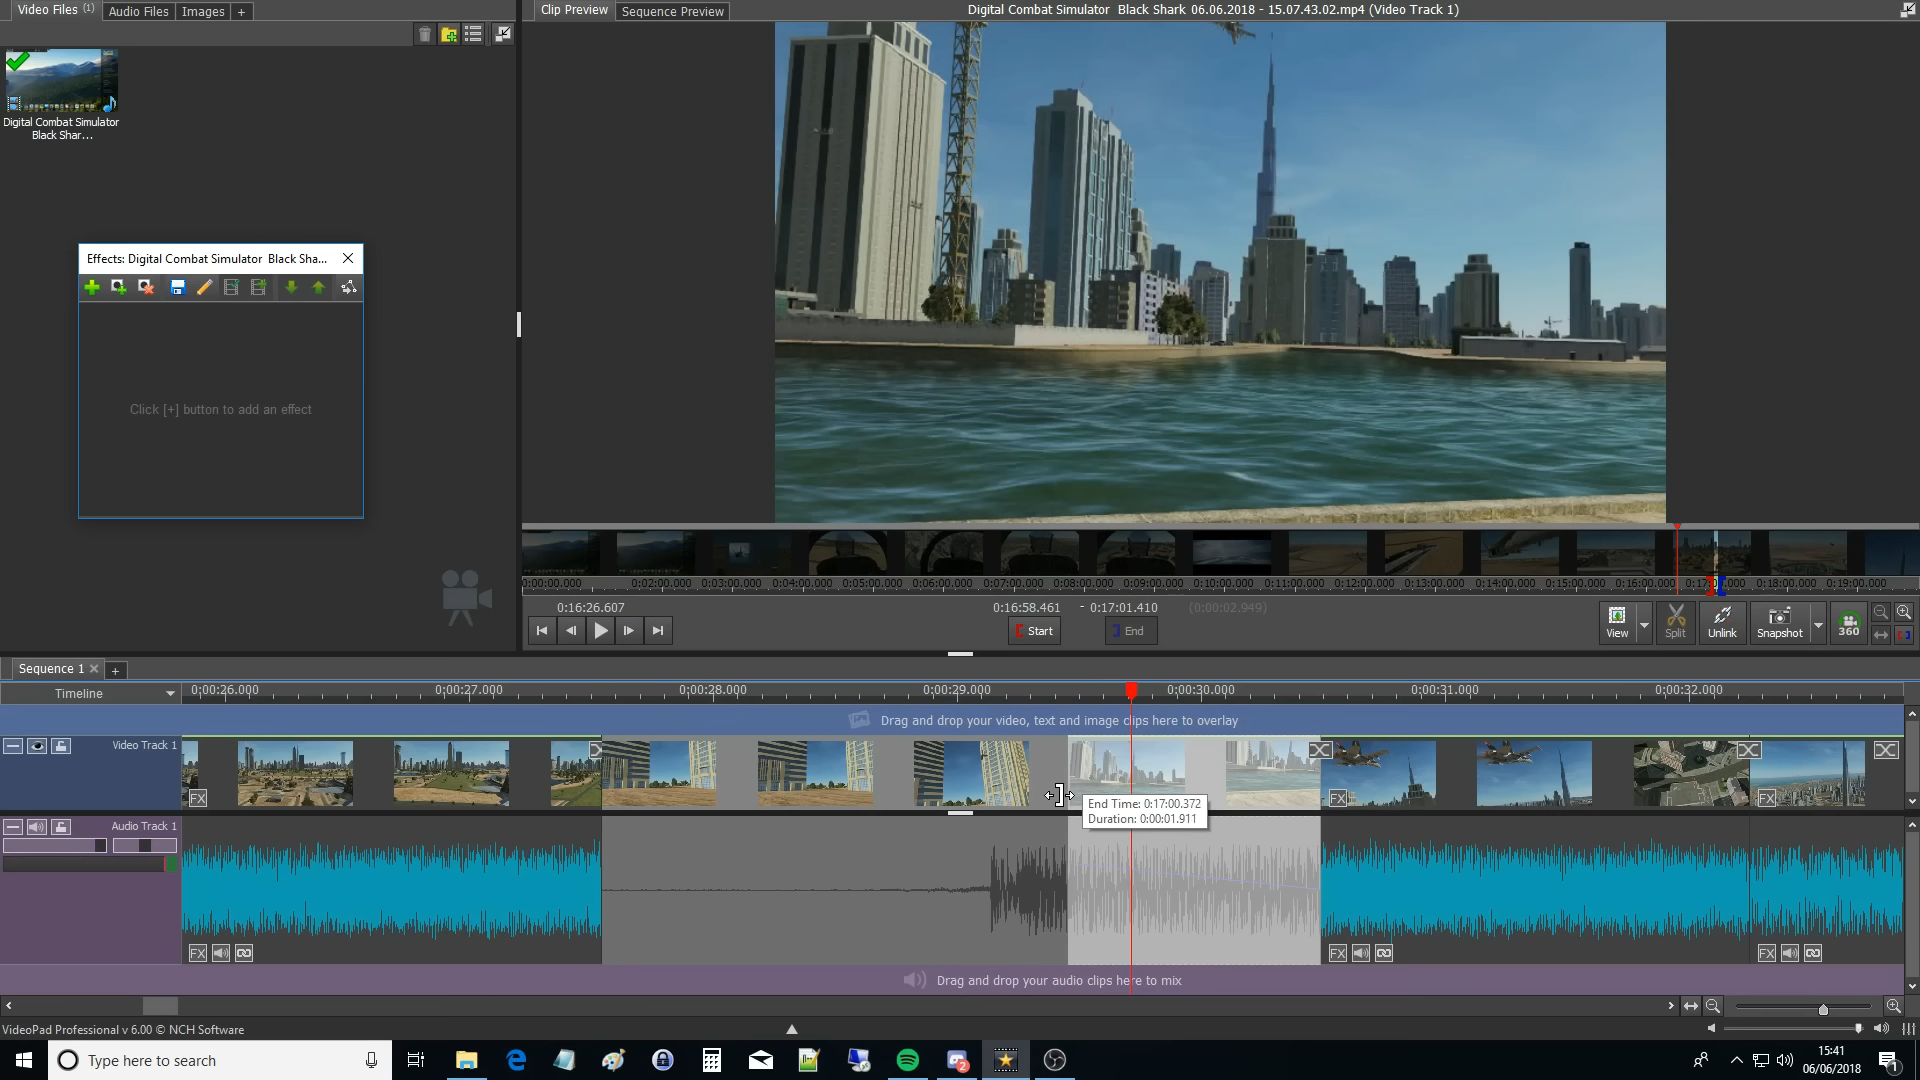 Video Files (1) Audio Files Images +
Clip Preview Sequence Preview
Digital Combat Simulator Black Shark 06.06.2018 - 15.07.43.02.mp4 (Video Track 1)
Digital Combat Simulator
Black Shar...
Effects: Digital Combat Simulator Black Sha...
Click [+] button to add an effect
0:00:00.000 0:02:00.000 0:03:00.000 0:04:00.000 0:05:00.000 0:06:00.000 0:07:00.000 0:08:00.000 0:09:00.000 0:10:00.000 0:11:00.000 0:12:00.000 0:13:00.000 0:14:00.000 0:15:00.000 0:16:00.000 0:18:00.000 0:19:00.000
0:16:26.607
0:16:58.461 - 0:17:01.410 (0:00:02.949)
Start End
View Split Unlink Snapshot 360
Sequence 1 +
Timeline
0:00:26.000 0:00:27.000 0:00:28.000 0:00:29.000 0:00:30.000 0:00:31.000 0:00:32.000
Drag and drop your video, text and image clips here to overlay
Video Track 1
FX FX FX
End Time: 0:17:00.372
Duration: 0:00:01.911
Audio Track 1
FX FX FX
Drag and drop your audio clips here to mix
VideoPad Professional v 6.00 © NCH Software
Type here to search
2
15:41
06/06/2018
1